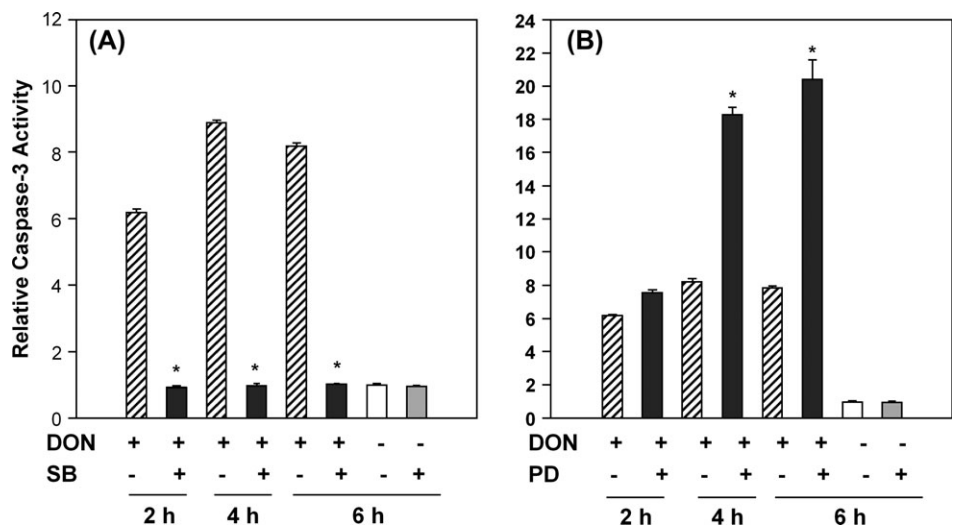 (A)
Relative Caspase-3 Activity
12
10
8
6
4
2
0
* * *
DON + + + + + + - -
SB - + - + - + - +
2 h 4 h 6 h
(B)
24
22
20
18
16
14
12
10
8
6
4
2
0
* *
DON + + + + + + - -
PD - + - + - + - +
2 h 4 h 6 h